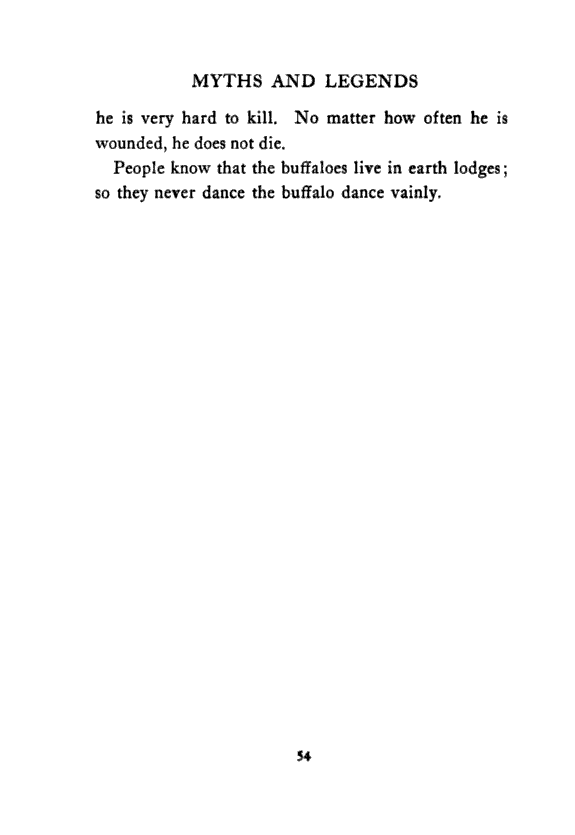 MYTHS AND LEGENDS
he is very hard to kill. No matter how often he is
wounded, he does not die.
People know that the buffaloes live in earth lodges;
so they never dance the buffalo dance vainly.
54